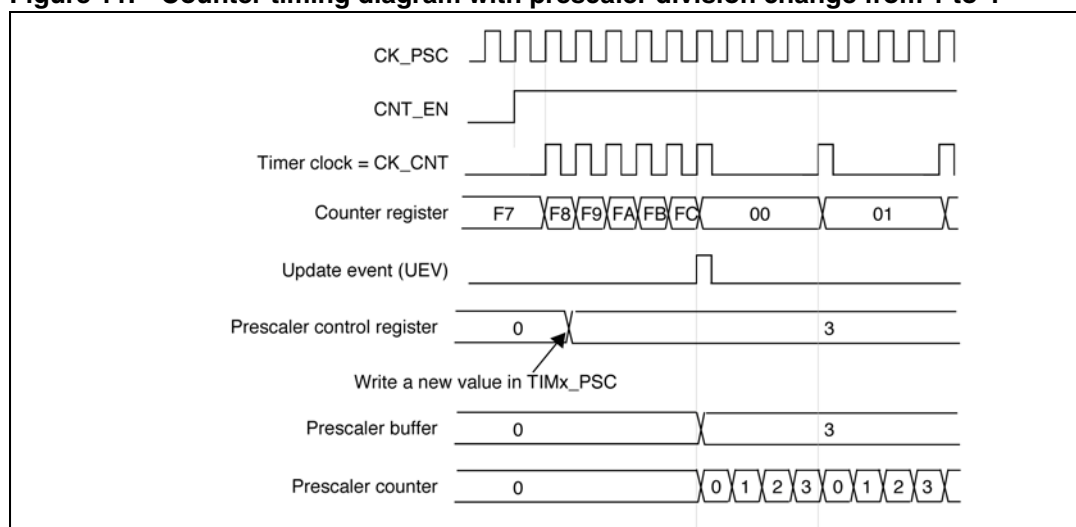 CK_PSC
CNT_EN
Timer clock = CK_CNT
Counter register F7 F8 F9 FA FB FC 00 01
Update event (UEV)
Prescaler control register 0 3
Write a new value in TIMx_PSC
Prescaler buffer 0 3
Prescaler counter 0 0 1 2 3 0 1 2 3